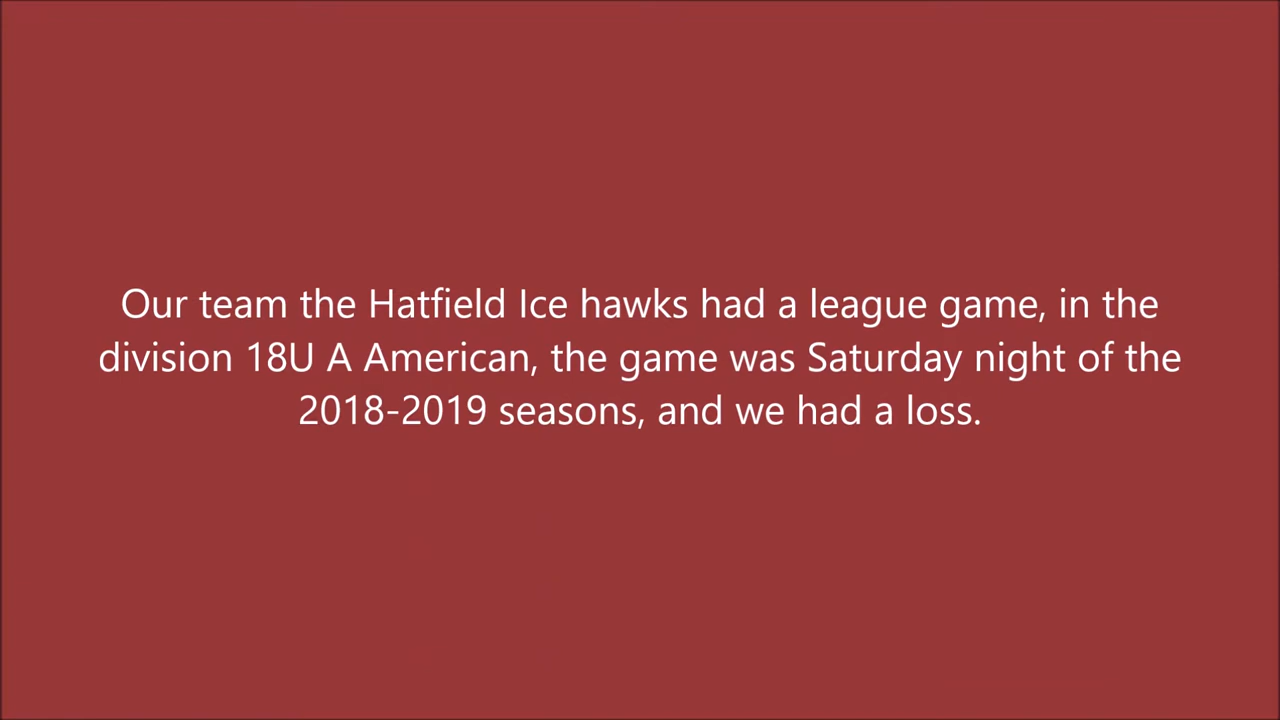 Our team the Hatfield Ice hawks had a league game, in the
division 18U A American, the game was Saturday night of the
2018-2019 seasons, and we had a loss.